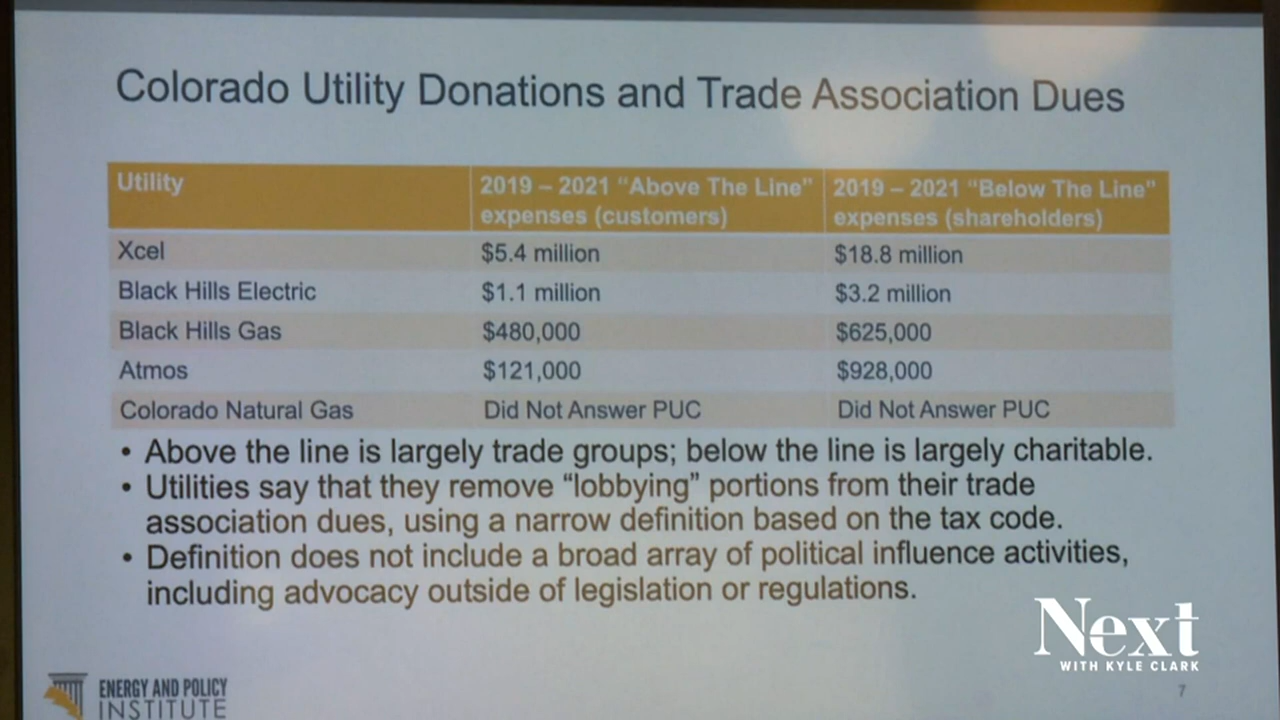 Colorado Utility Donations and Trade Association Dues
Utility
2019 – 2021 “Above The Line”
expenses (customers)
2019 – 2021 “Below The Line”
expenses (shareholders)
Xcel
$5.4 million
$18.8 million
Black Hills Electric
$1.1 million
$3.2 million
Black Hills Gas
$480,000
$625,000
Atmos
$121,000
$928,000
Colorado Natural Gas
Did Not Answer PUC
Did Not Answer PUC
• Above the line is largely trade groups; below the line is largely charitable.
• Utilities say that they remove “lobbying” portions from their trade
association dues, using a narrow definition based on the tax code.
• Definition does not include a broad array of political influence activities,
including advocacy outside of legislation or regulations.
Next
WITH KYLE CLARK
ENERGY AND POLICY
INSTITUTE
7